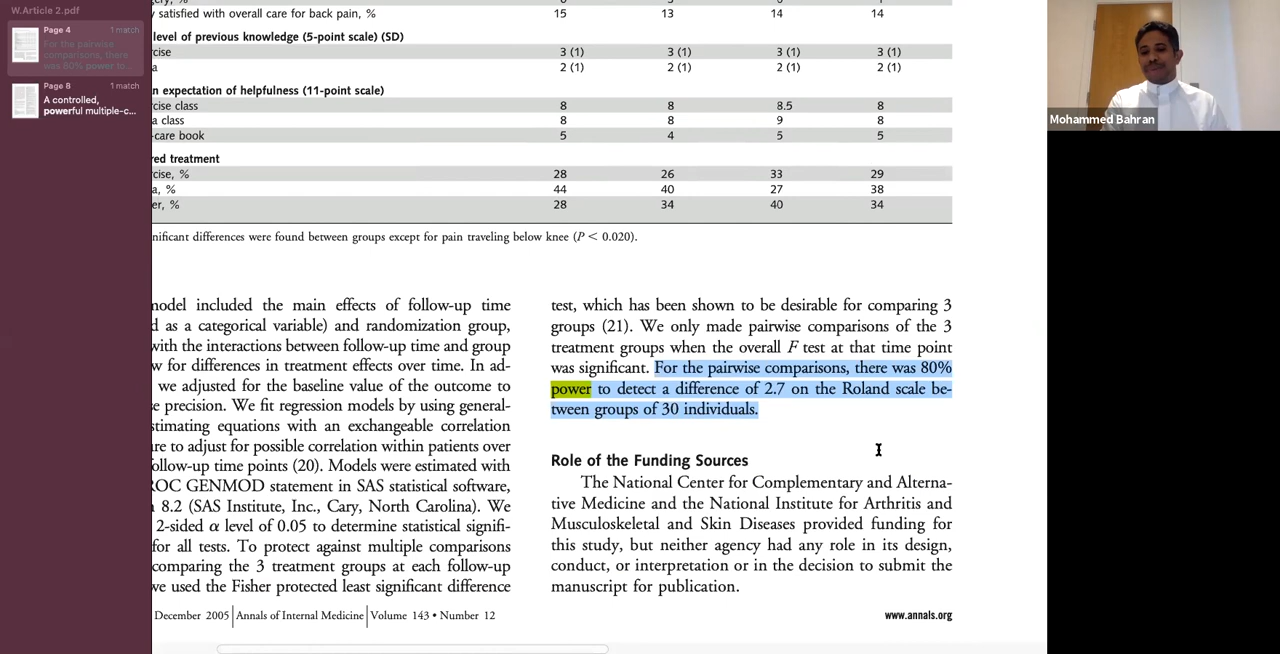 W.Article 2.pdf
Page 4 1 match
For the pairwise
comparisons, there
was 80% power to...
Page 8 1 match
A controlled,
powerful multiple-c...
satisfied with overall care for back pain, % 15 13 14 14
level of previous knowledge (5-point scale) (SD)
rcise 3 (1) 3 (1) 3 (1) 3 (1)
a 2 (1) 2 (1) 2 (1) 2 (1)
n expectation of helpfulness (11-point scale)
rcise class 8 8 8.5 8
a class 8 8 9 8
-care book 5 4 5 5
red treatment
rcise, % 28 26 33 29
a, % 44 40 27 38
er, % 28 34 40 34
nificant differences were found between groups except for pain traveling below knee (P < 0.020).
model included the main effects of follow-up time
d as a categorical variable) and randomization group,
with the interactions between follow-up time and group
w for differences in treatment effects over time. In ad-
we adjusted for the baseline value of the outcome to
e precision. We fit regression models by using general-
stimating equations with an exchangeable correlation
ure to adjust for possible correlation within patients over
ollow-up time points (20). Models were estimated with
ROC GENMOD statement in SAS statistical software,
8.2 (SAS Institute, Inc., Cary, North Carolina). We
2-sided α level of 0.05 to determine statistical signifi-
for all tests. To protect against multiple comparisons
comparing the 3 treatment groups at each follow-up
we used the Fisher protected least significant difference
test, which has been shown to be desirable for comparing 3
groups (21). We only made pairwise comparisons of the 3
treatment groups when the overall F test at that time point
was significant. For the pairwise comparisons, there was 80%
power to detect a difference of 2.7 on the Roland scale be-
tween groups of 30 individuals.
Role of the Funding Sources
The National Center for Complementary and Alterna-
tive Medicine and the National Institute for Arthritis and
Musculoskeletal and Skin Diseases provided funding for
this study, but neither agency had any role in its design,
conduct, or interpretation or in the decision to submit the
manuscript for publication.
December 2005 Annals of Internal Medicine Volume 143 • Number 12
www.annals.org
Mohammed Bahran